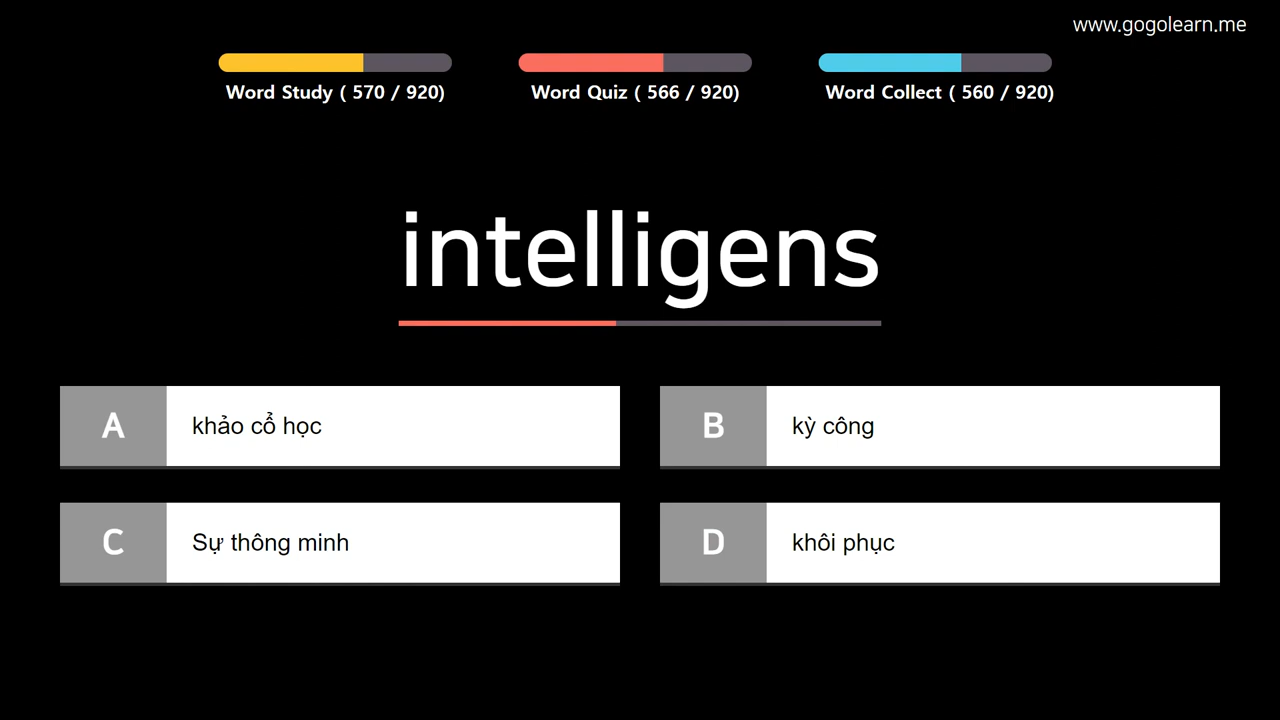 www.gogolearn.me
Word Study ( 570 / 920)
Word Quiz ( 566 / 920)
Word Collect ( 560 / 920)
intelligens
A
khảo cổ học
B
kỳ công
C
Sự thông minh
D
khôi phục